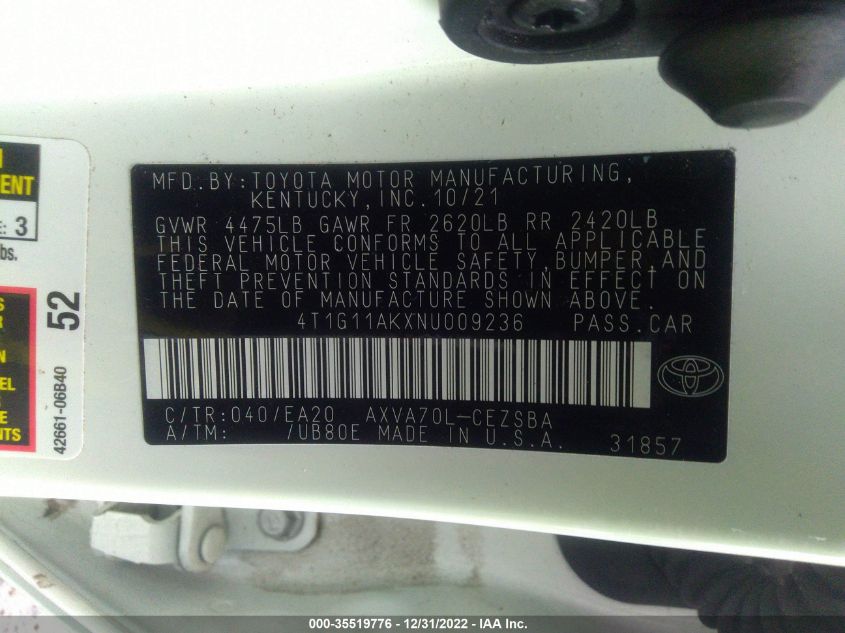 MFD.BY:TOYOTA MOTOR MANUFACTURING,
KENTUCKY,INC.10/21
GVWR 4475LB GAWR FR 2620LB RR 2420LB
THIS VEHICLE CONFORMS TO ALL APPLICABLE
FEDERAL MOTOR VEHICLE SAFETY,BUMPER,AND
THEFT PREVENTION STANDARDS IN EFFECT ON
THE DATE OF MANUFACTURE SHOWN ABOVE.
4T1G11AKXNU009236 PASS.CAR
C/TR:040/EA20 AXVA70L-CEZSBA
A/TM: /UB80E MADE IN U.S.A. 31857
3
52
42661-06B40
000-35519776 - 12/31/2022 - IAA Inc.